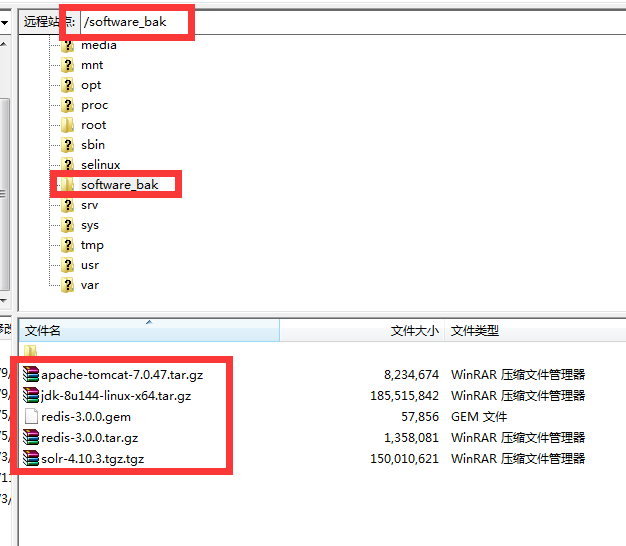 远程站点: /software_bak
media
mnt
opt
proc
root
sbin
selinux
software_bak
srv
sys
tmp
usr
var
文件名 文件大小 文件类型
apache-tomcat-7.0.47.tar.gz 8,234,674 WinRAR 压缩文件管理器
jdk-8u144-linux-x64.tar.gz 185,515,842 WinRAR 压缩文件管理器
redis-3.0.0.gem 57,856 GEM 文件
redis-3.0.0.tar.gz 1,358,081 WinRAR 压缩文件管理器
solr-4.10.3.tgz.tgz 150,010,621 WinRAR 压缩文件管理器